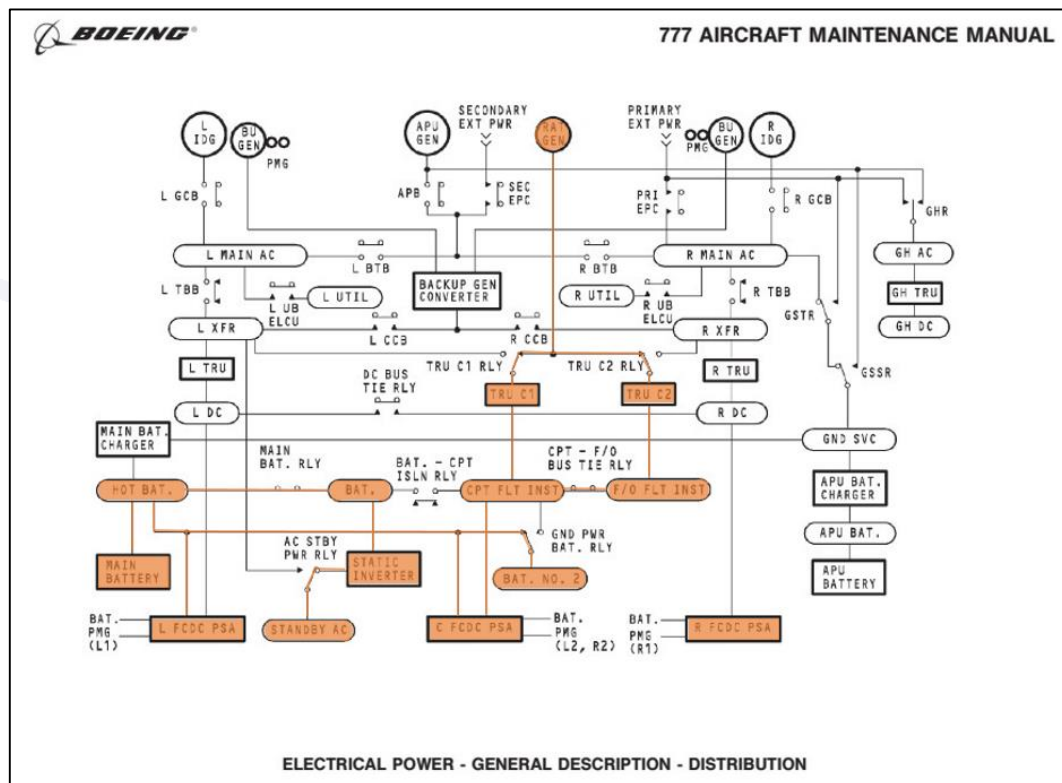 BOEING®
777 AIRCRAFT MAINTENANCE MANUAL
SECONDARY
EXT PWR
PRIMARY
EXT PWR
L
IDG
BU
GEN
PMG
APU
GEN
RAT
GEN
PMG
BU
GEN
R
IDG
L GCB
APB
SEC
EPC
PRI
EPC
R GCB
GHR
L MAIN AC
L BTB
R BTB
R MAIN AC
GH AC
L TBB
L UTIL
BACKUP GEN
CONVERTER
R UTIL
R TBB
GH TRU
L UB
ELCU
R UB
ELCU
GSTR
GH DC
L XFR
L CCB
R CCB
R XFR
L TRU
TRU C1 RLY
TRU C2 RLY
R TRU
GSSR
DC BUS
TIE RLY
TRU C1
TRU C2
L DC
R DC
MAIN BAT.
CHARGER
GND SVC
MAIN
BAT. RLY
BAT. - CPT
ISLN RLY
CPT - F/O
BUS TIE RLY
HOT BAT.
BAT.
CPT FLT INST
F/O FLT INST
APU BAT.
CHARGER
GND PWR
BAT. RLY
APU BAT.
AC STBY
PWR RLY
MAIN
BATTERY
STATIC
INVERTER
BAT. NO. 2
APU
BATTERY
BAT.
PMG
(L1)
L FCDC PSA
STANDBY AC
C FCDC PSA
BAT.
PMG
(L2, R2)
BAT.
PMG
(R1)
R FCDC PSA
ELECTRICAL POWER - GENERAL DESCRIPTION - DISTRIBUTION